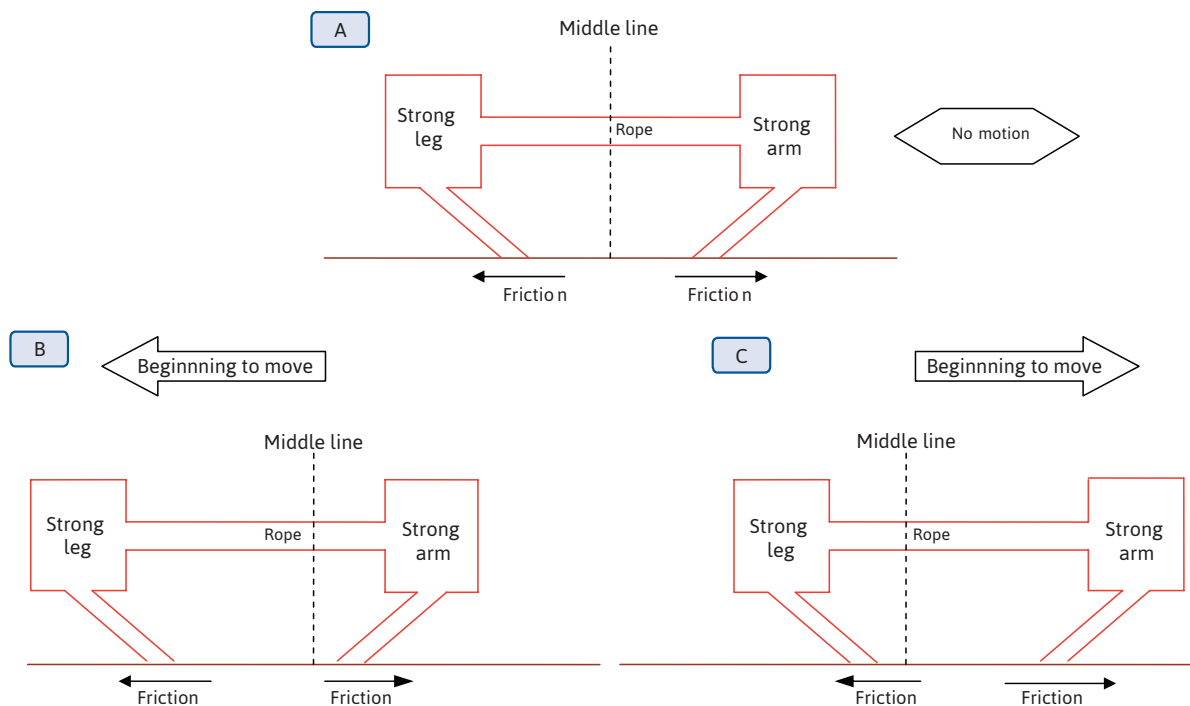 A
Middle line
Strong
leg
Rope
Strong
arm
No motion
Frictio n
Frictio n
B
Beginnning to move
Middle line
Strong
leg
Rope
Strong
arm
Friction
Friction
C
Beginnning to move
Middle line
Strong
leg
Rope
Strong
arm
Friction
Friction